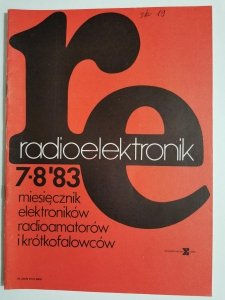 re
radioelektronik
7·8'83
miesięcznik
elektroników
radioamatorów
i krótkofalowców